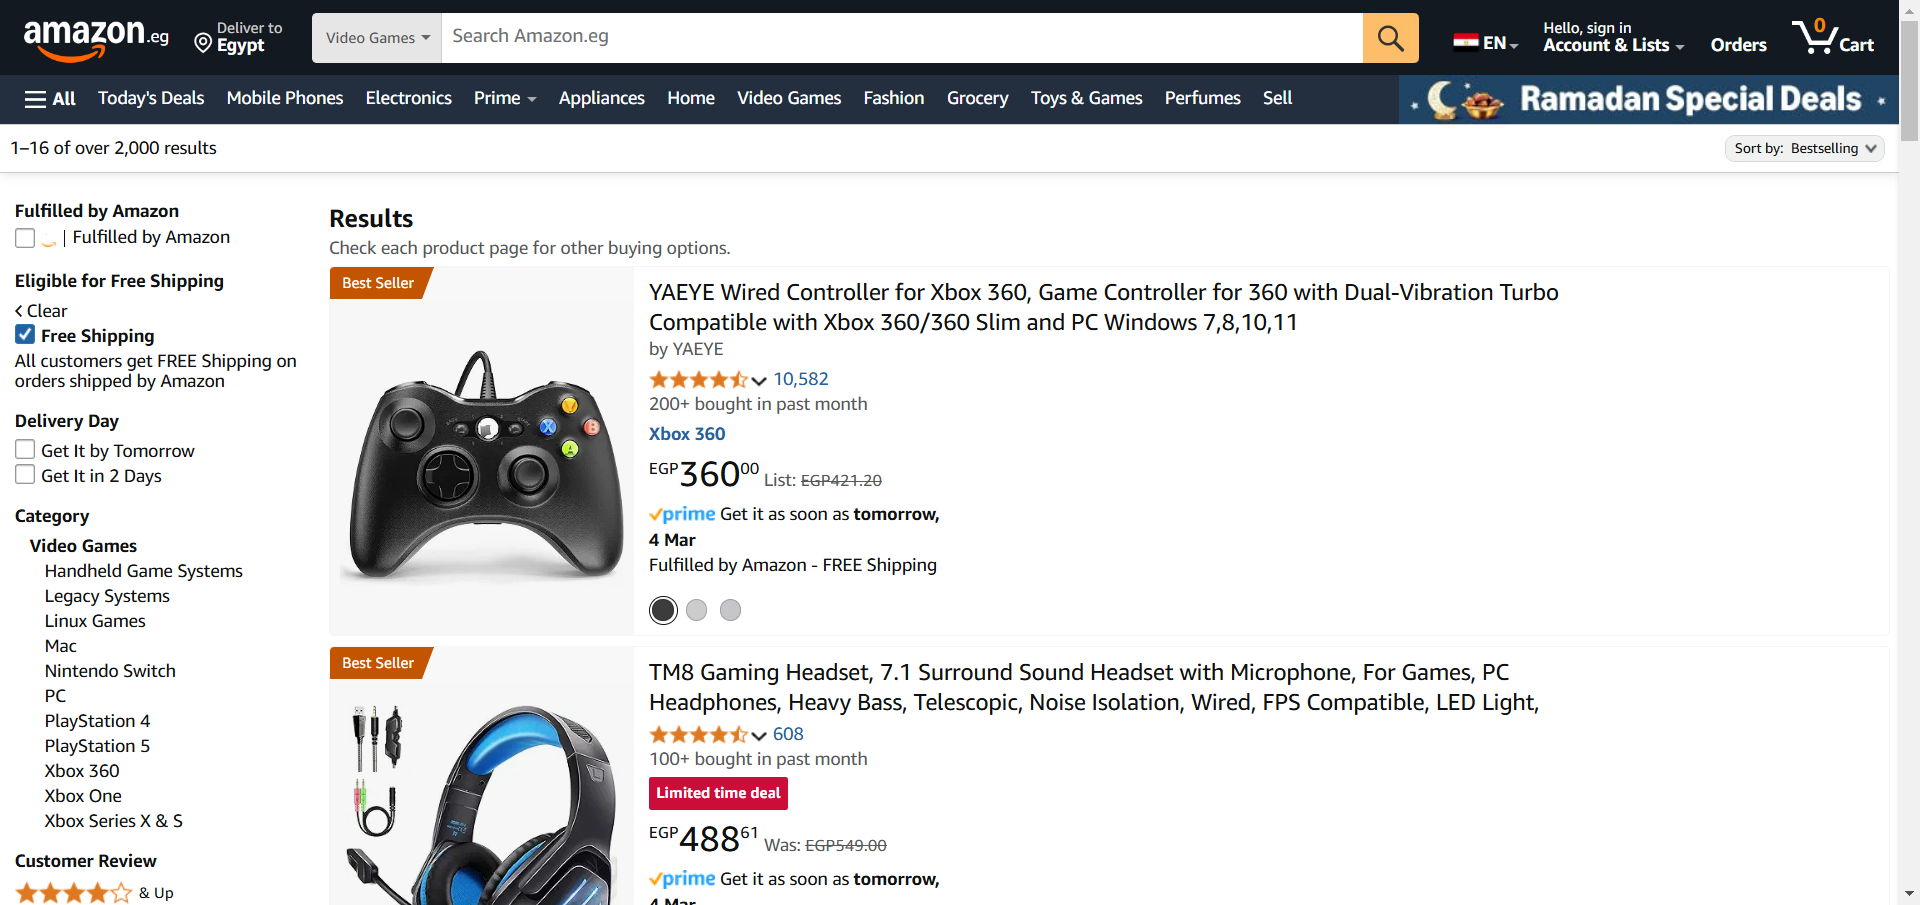 amazon.eg
Deliver to
Egypt
Video Games
Search Amazon.eg
EN
Hello, sign in
Account & Lists
Orders
0
Cart
All
Today's Deals
Mobile Phones
Electronics
Prime
Appliances
Home
Video Games
Fashion
Grocery
Toys & Games
Perfumes
Sell
Ramadan Special Deals
1–16 of over 2,000 results
Sort by: Bestselling
Fulfilled by Amazon
| Fulfilled by Amazon
Eligible for Free Shipping
Clear
Free Shipping
All customers get FREE Shipping on
orders shipped by Amazon
Delivery Day
Get It by Tomorrow
Get It in 2 Days
Category
Video Games
Handheld Game Systems
Legacy Systems
Linux Games
Mac
Nintendo Switch
PC
PlayStation 4
PlayStation 5
Xbox 360
Xbox One
Xbox Series X & S
Customer Review
& Up
Results
Check each product page for other buying options.
Best Seller
YAEYE Wired Controller for Xbox 360, Game Controller for 360 with Dual-Vibration Turbo
Compatible with Xbox 360/360 Slim and PC Windows 7,8,10,11
by YAEYE
10,582
200+ bought in past month
Xbox 360
EGP36000 List: EGP421.20
prime Get it as soon as tomorrow,
4 Mar
Fulfilled by Amazon - FREE Shipping
Y
X
B
A
Best Seller
TM8 Gaming Headset, 7.1 Surround Sound Headset with Microphone, For Games, PC
Headphones, Heavy Bass, Telescopic, Noise Isolation, Wired, FPS Compatible, LED Light,
608
100+ bought in past month
Limited time deal
EGP48861 Was: EGP549.00
prime Get it as soon as tomorrow,
4 Mar